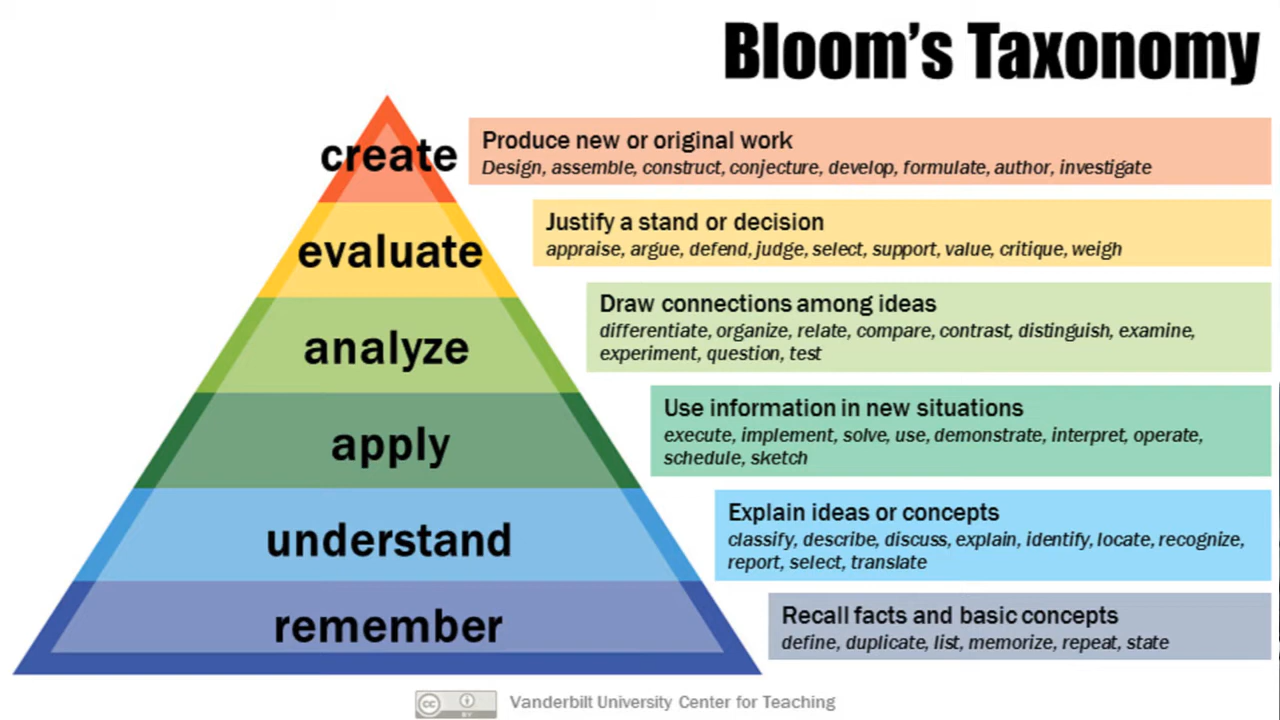 Bloom's Taxonomy
create
Produce new or original work
Design, assemble, construct, conjecture, develop, formulate, author, investigate
evaluate
Justify a stand or decision
appraise, argue, defend, judge, select, support, value, critique, weigh
analyze
Draw connections among ideas
differentiate, organize, relate, compare, contrast, distinguish, examine,
experiment, question, test
apply
Use information in new situations
execute, implement, solve, use, demonstrate, interpret, operate,
schedule, sketch
understand
Explain ideas or concepts
classify, describe, discuss, explain, identify, locate, recognize,
report, select, translate
remember
Recall facts and basic concepts
define, duplicate, list, memorize, repeat, state
cc BY
Vanderbilt University Center for Teaching